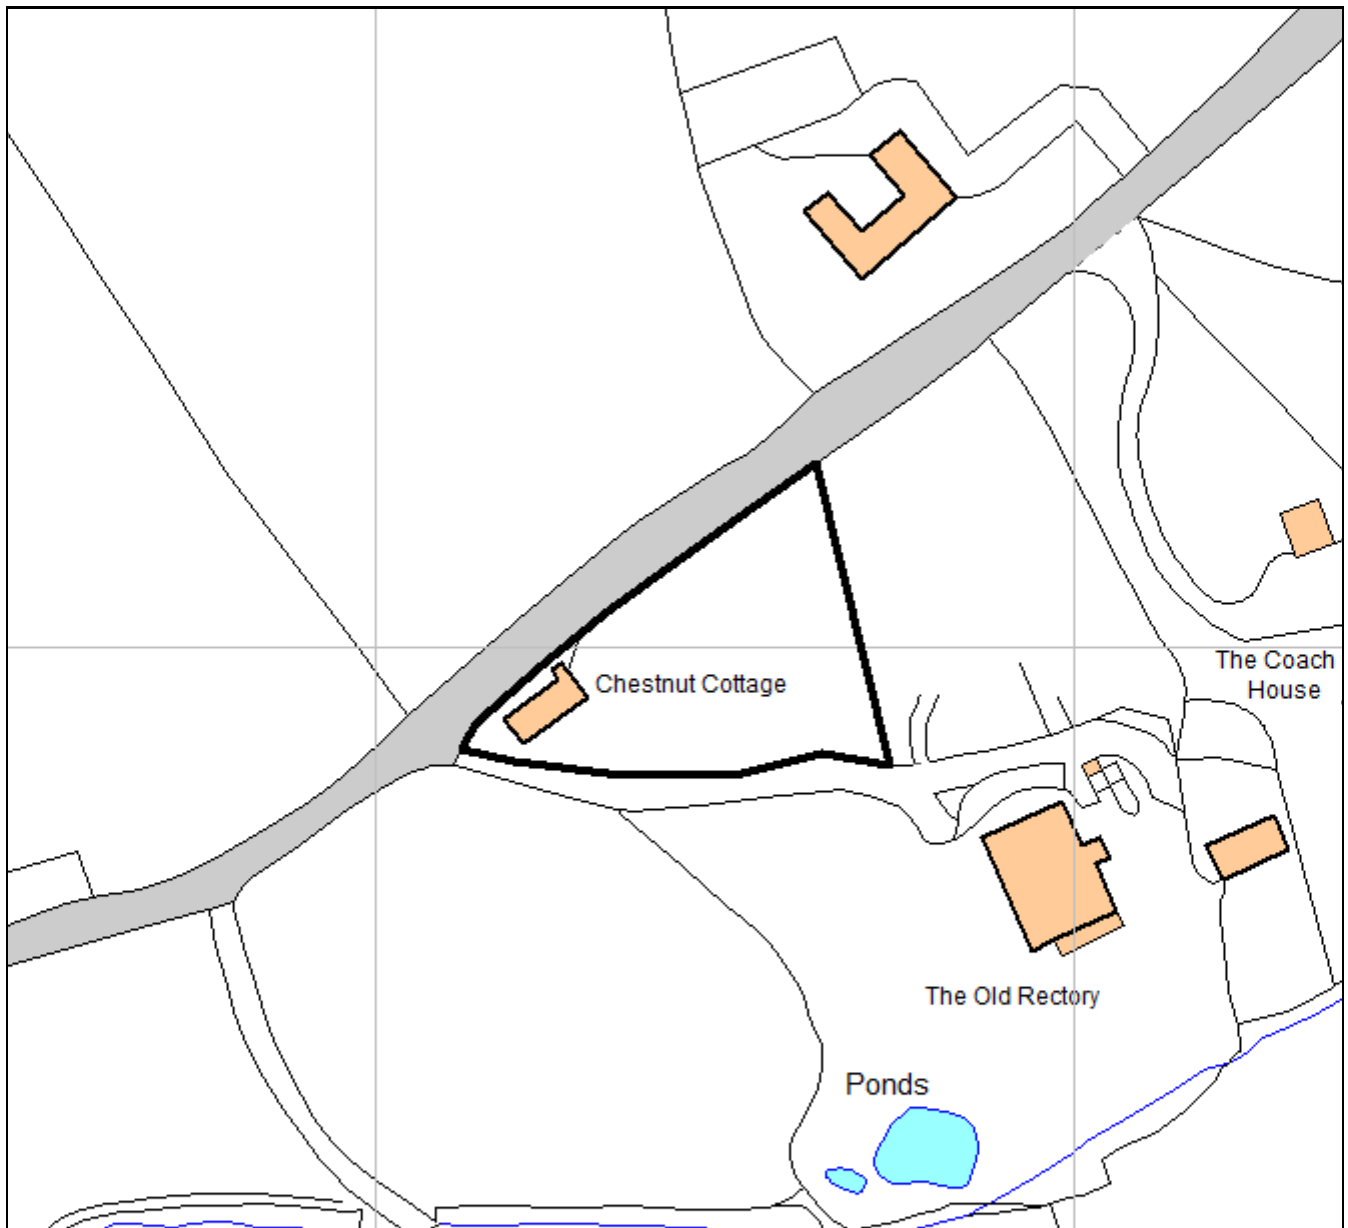 The Coach
House
Chestnut Cottage
The Old Rectory
Ponds